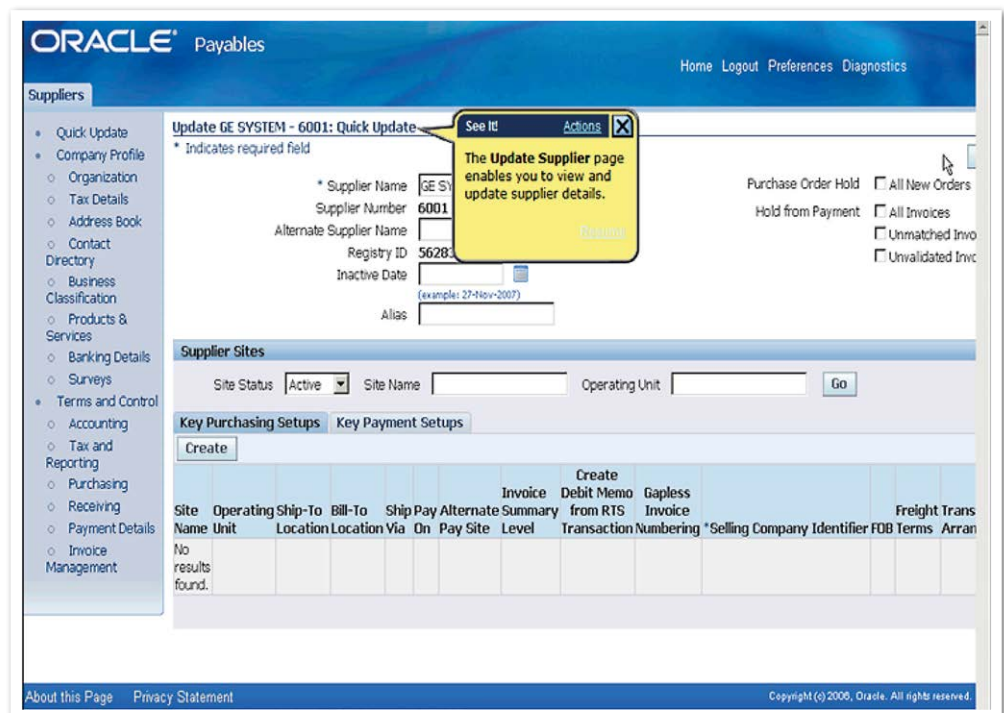 ORACLE Payables
Home Logout Preferences Diagnostics
Suppliers
Quick Update
Company Profile
Organization
Tax Details
Address Book
Contact
Directory
Business
Classification
Products &
Services
Banking Details
Surveys
Terms and Control
Accounting
Tax and
Reporting
Purchasing
Receiving
Payment Details
Invoice
Management
Update GE SYSTEM - 6001: Quick Update
* Indicates required field
See It! Actions X
The Update Supplier page
enables you to view and
update supplier details.
* Supplier Name GE
Supplier Number 6001
Alternate Supplier Name
Registry ID
Inactive Date
(example: 27-Nov-2007)
Alias
Purchase Order Hold All New Orders
Hold from Payment All Invoices
Unmatched Invo
Unvalidated Invo
Supplier Sites
Site Status Active Site Name Operating Unit Go
Key Purchasing Setups Key Payment Setups
Create
Site Name
Operating Unit
Ship-To Location
Bill-To Location
Ship Via
Pay On
Alternate Pay Site
Invoice Summary Level
Create Debit Memo from RTS Transaction
Gapless Invoice Numbering
*Selling Company Identifier
FOB
Freight Terms
Trans Arran
No
results
found.
About this Page Privacy Statement Copyright (c) 2006, Oracle. All rights reserved.